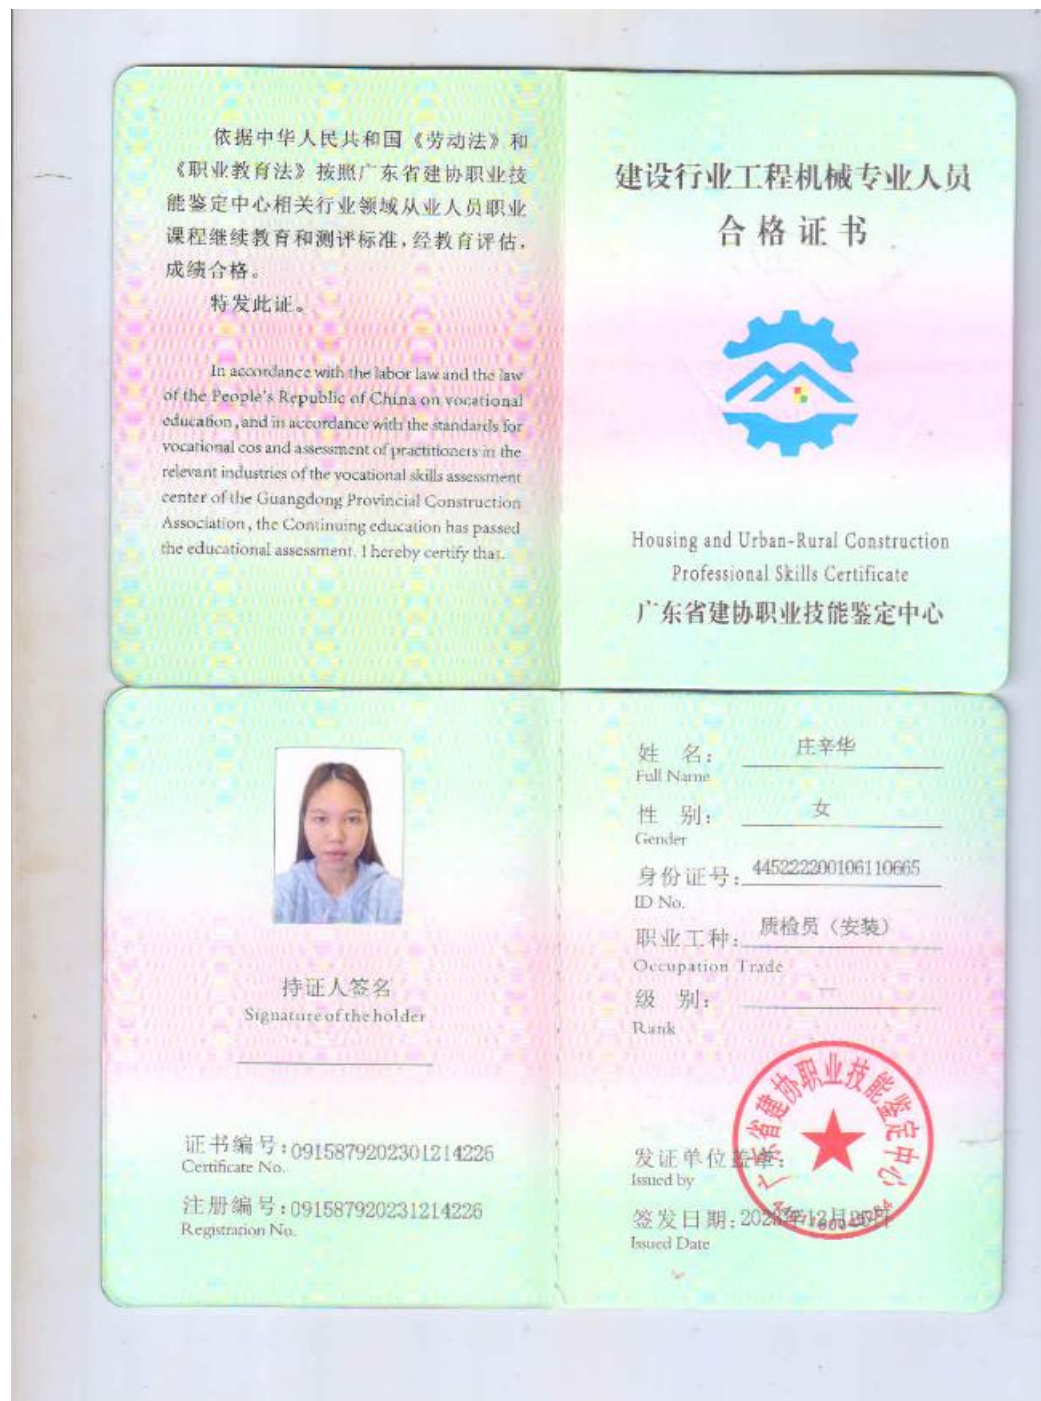 依据中华人民共和国《劳动法》和
《职业教育法》按照广东省建协职业技
能鉴定中心相关行业领域从业人员职业
课程继续教育和测评标准,经教育评估,
成绩合格。
特发此证。
In accordance with the labor law and the law
of the People's Republic of China on vocational
education, and in accordance with the standards for
vocational cos and assessment of practitioners in the
relevant industries of the vocational skills assessment
center of the Guangdong Provincial Construction
Association, the Continuing education has passed
the educational assessment. I hereby certify that.
建设行业工程机械专业人员
合格证书
Housing and Urban-Rural Construction
Professional Skills Certificate
广东省建协职业技能鉴定中心
持证人签名
Signature of the holder
证书编号:0915879202301214226
Certificate No.
注册编号:091587920231214226
Registration No.
姓 名: 庄辛华
Full Name
性 别: 女
Gender
身份证号: 445222200106110665
ID No.
职业工种: 质检员(安装)
Occupation Trade
级 别:
Rank
发证单位盖章:
Issued by
签发日期: 2023年12月
Issued Date
广东省建协职业技能鉴定中心